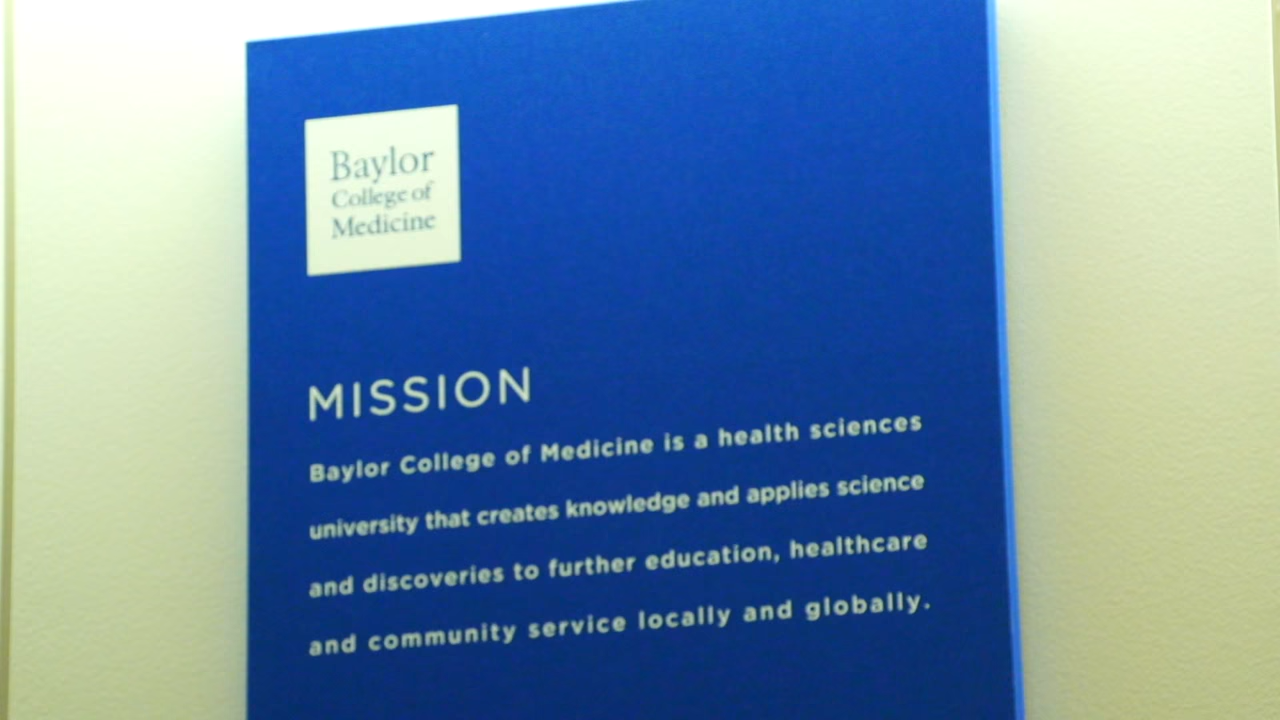 Baylor
College of
Medicine
MISSION
Baylor College of Medicine is a health sciences
university that creates knowledge and applies science
and discoveries to further education, healthcare
and community service locally and globally.